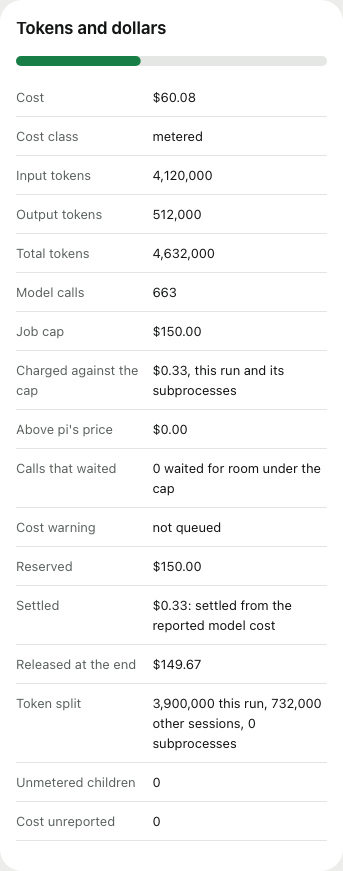 Tokens and dollars
Cost $60.08
Cost class metered
Input tokens 4,120,000
Output tokens 512,000
Total tokens 4,632,000
Model calls 663
Job cap $150.00
Charged against the cap $0.33, this run and its subprocesses
Above pi's price $0.00
Calls that waited 0 waited for room under the cap
Cost warning not queued
Reserved $150.00
Settled $0.33: settled from the reported model cost
Released at the end $149.67
Token split 3,900,000 this run, 732,000 other sessions, 0 subprocesses
Unmetered children 0
Cost unreported 0